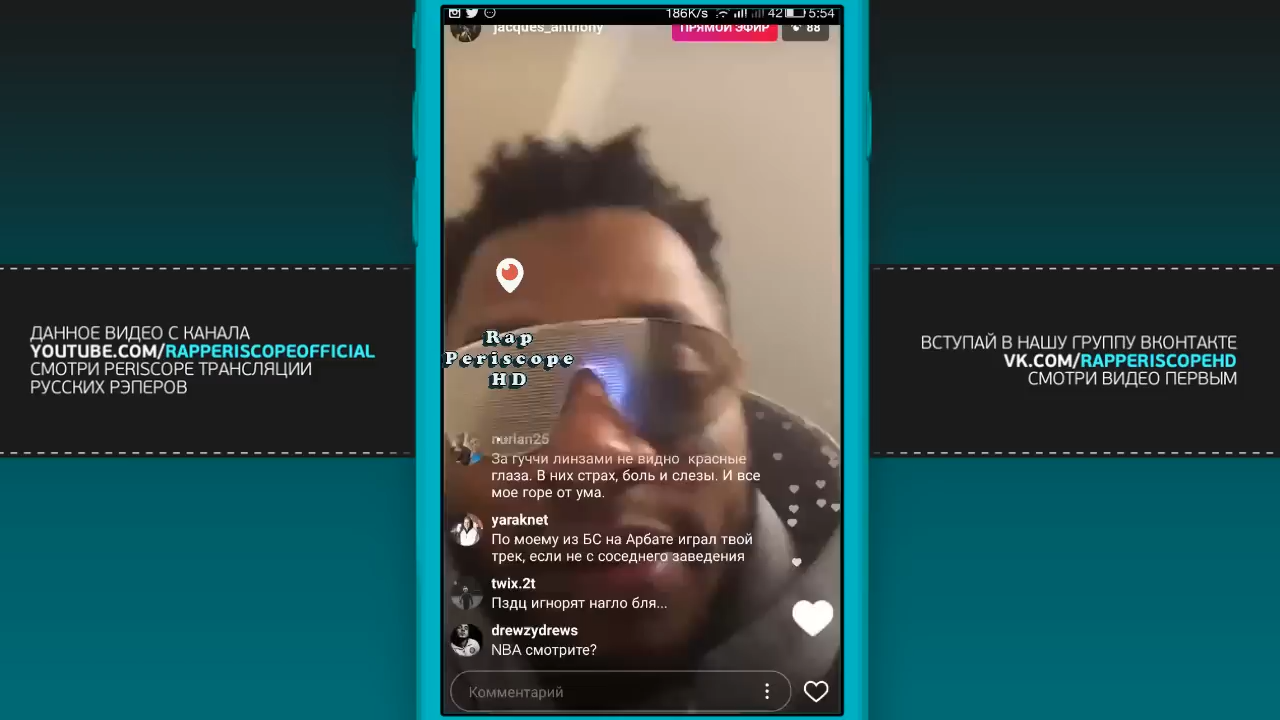 186K/s
42
5:54
jacques_anthony
ПРЯМОЙ ЭФИР
88
ДАННОЕ ВИДЕО С КАНАЛА
YOUTUBE.COM/RAPPERISCOPEOFFICIAL
СМОТРИ PERISCOPE ТРАНСЛЯЦИИ
РУССКИХ РЭПЕРОВ
ВСТУПАЙ В НАШУ ГРУППУ ВКОНТАКТЕ
VK.COM/RAPPERISCOPEHD
СМОТРИ ВИДЕО ПЕРВЫМ
Rap
Periscope
HD
nurlan25
За гуччи линзами не видно красные
глаза. В них страх, боль и слезы. И все
мое горе от ума.
yaraknet
По моему из БС на Арбате играл твой
трек, если не с соседнего заведения
twix.2t
Пздц игнорят нагло бля...
drewzydrews
NBA смотрите?
Комментарий